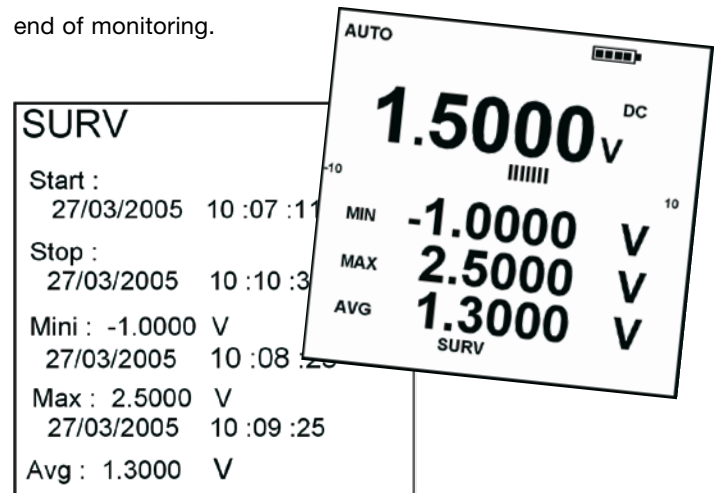 end of monitoring.
AUTO
1.5000 V DC
-10
10
MIN -1.0000 V
MAX 2.5000 V
AVG 1.3000 V
SURV
SURV
Start :
27/03/2005 10 :07 :11
Stop :
27/03/2005 10 :10 :3
Mini : -1.0000 V
27/03/2005 10 :08
Max : 2.5000 V
27/03/2005 10 :09 :25
Avg : 1.3000 V